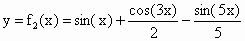 y = f₂(x) = sin(x) + cos(3x)/2 − sin(5x)/5